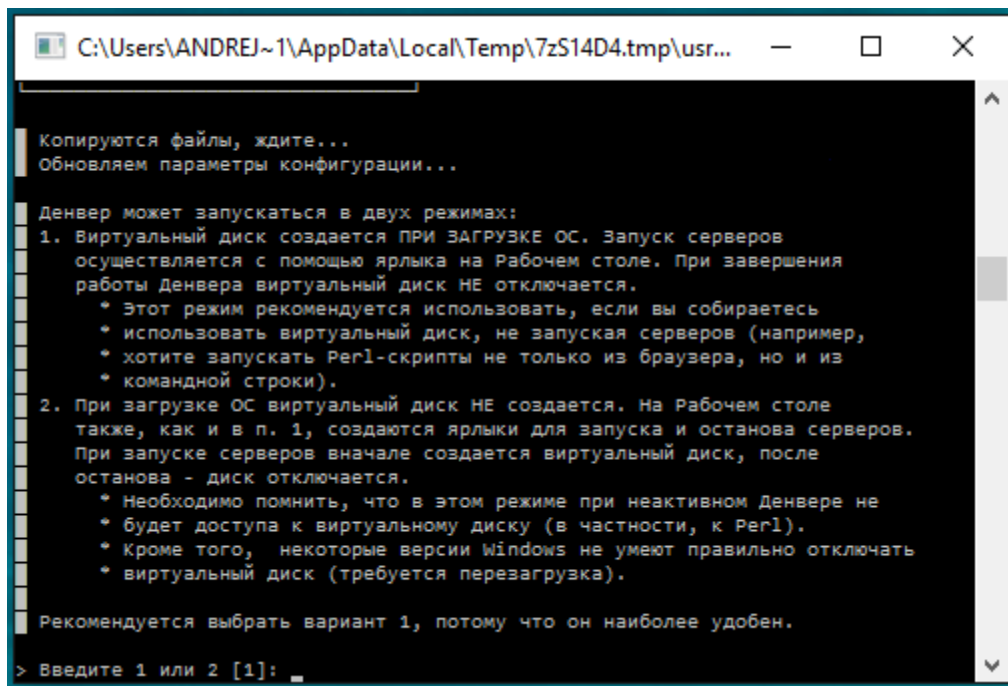 C:\Users\ANDREJ~1\AppData\Local\Temp\7zS14D4.tmp\usr...
Копируются файлы, ждите...
Обновляем параметры конфигурации...
Денвер может запускаться в двух режимах:
1. Виртуальный диск создается ПРИ ЗАГРУЗКЕ ОС. Запуск серверов
осуществляется с помощью ярлыка на Рабочем столе. При завершения
работы Денвера виртуальный диск НЕ отключается.
* Этот режим рекомендуется использовать, если вы собираетесь
* использовать виртуальный диск, не запуская серверов (например,
* хотите запускать Perl-скрипты не только из браузера, но и из
* командной строки).
2. При загрузке ОС виртуальный диск НЕ создается. На Рабочем столе
также, как и в п. 1, создаются ярлыки для запуска и останова серверов.
При запуске серверов вначале создается виртуальный диск, после
останова - диск отключается.
* Необходимо помнить, что в этом режиме при неактивном Денвере не
* будет доступа к виртуальному диску (в частности, к Perl).
* Кроме того,  некоторые версии Windows не умеют правильно отключать
* виртуальный диск (требуется перезагрузка).
Рекомендуется выбрать вариант 1, потому что он наиболее удобен.
> Введите 1 или 2 [1]: _